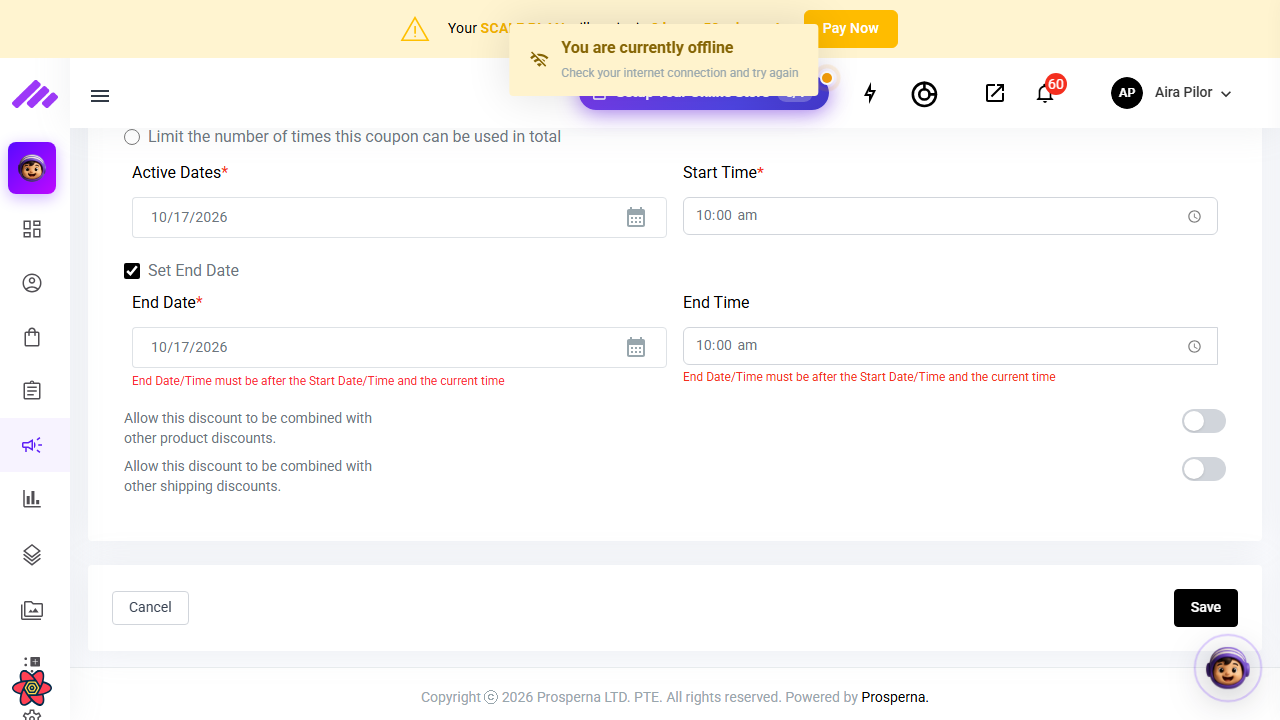 Your
You are currently offline
Pay Now
Check your internet connection and try again
60
AP
Aira Pilor
Limit the number of times this coupon can be used in total
Active Dates*
Start Time*
10/17/2026
10:00 am
Set End Date
End Date*
End Time
10/17/2026
10:00 am
End Date/Time must be after the Start Date/Time and the current time
End Date/Time must be after the Start Date/Time and the current time
Allow this discount to be combined with
other product discounts.
Allow this discount to be combined with
other shipping discounts.
Cancel
Save
Copyright © 2026 Prosperna LTD. PTE. All rights reserved. Powered by Prosperna.